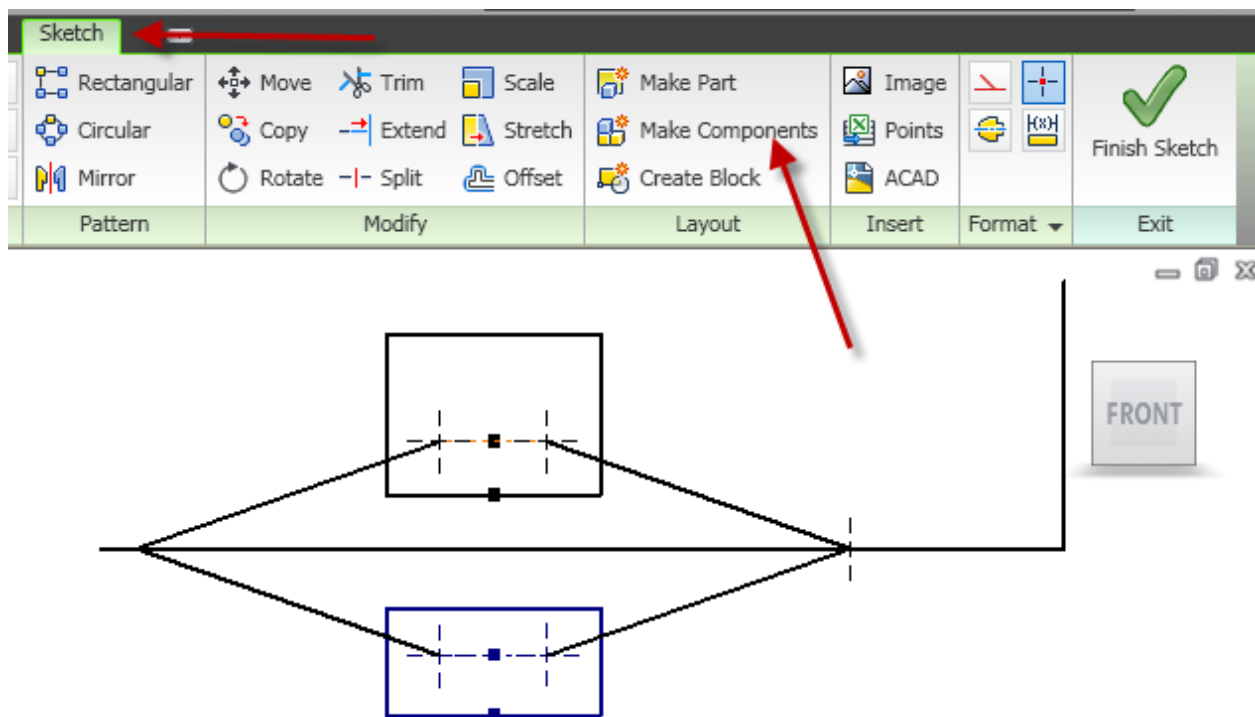 Sketch
Rectangular Move Trim Scale Make Part Image
Circular Copy Extend Stretch Make Components Points Finish Sketch
Mirror Rotate Split Offset Create Block ACAD
Pattern Modify Layout Insert Format Exit
FRONT